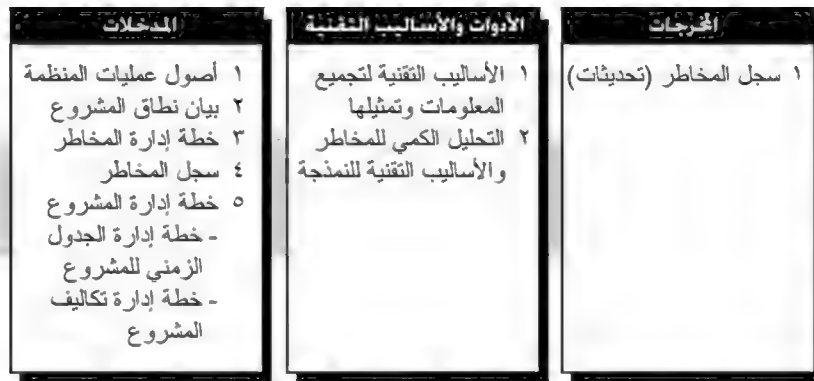 المدخلات
١ أصول عمليات المنظمة
٢ بيان نطاق المشروع
٣ خطة إدارة المخاطر
٤ سجل المخاطر
٥ خطة إدارة المشروع
- خطة إدارة الجدول
الزمني للمشروع
- خطة إدارة تكاليف
المشروع
الأدوات والأساليب التقنية
١ الأساليب التقنية لتجميع
المعلومات وتمثيلها
٢ التحليل الكمي للمخاطر
والأساليب التقنية للنمذجة
المخرجات
١ سجل المخاطر (تحديثات)